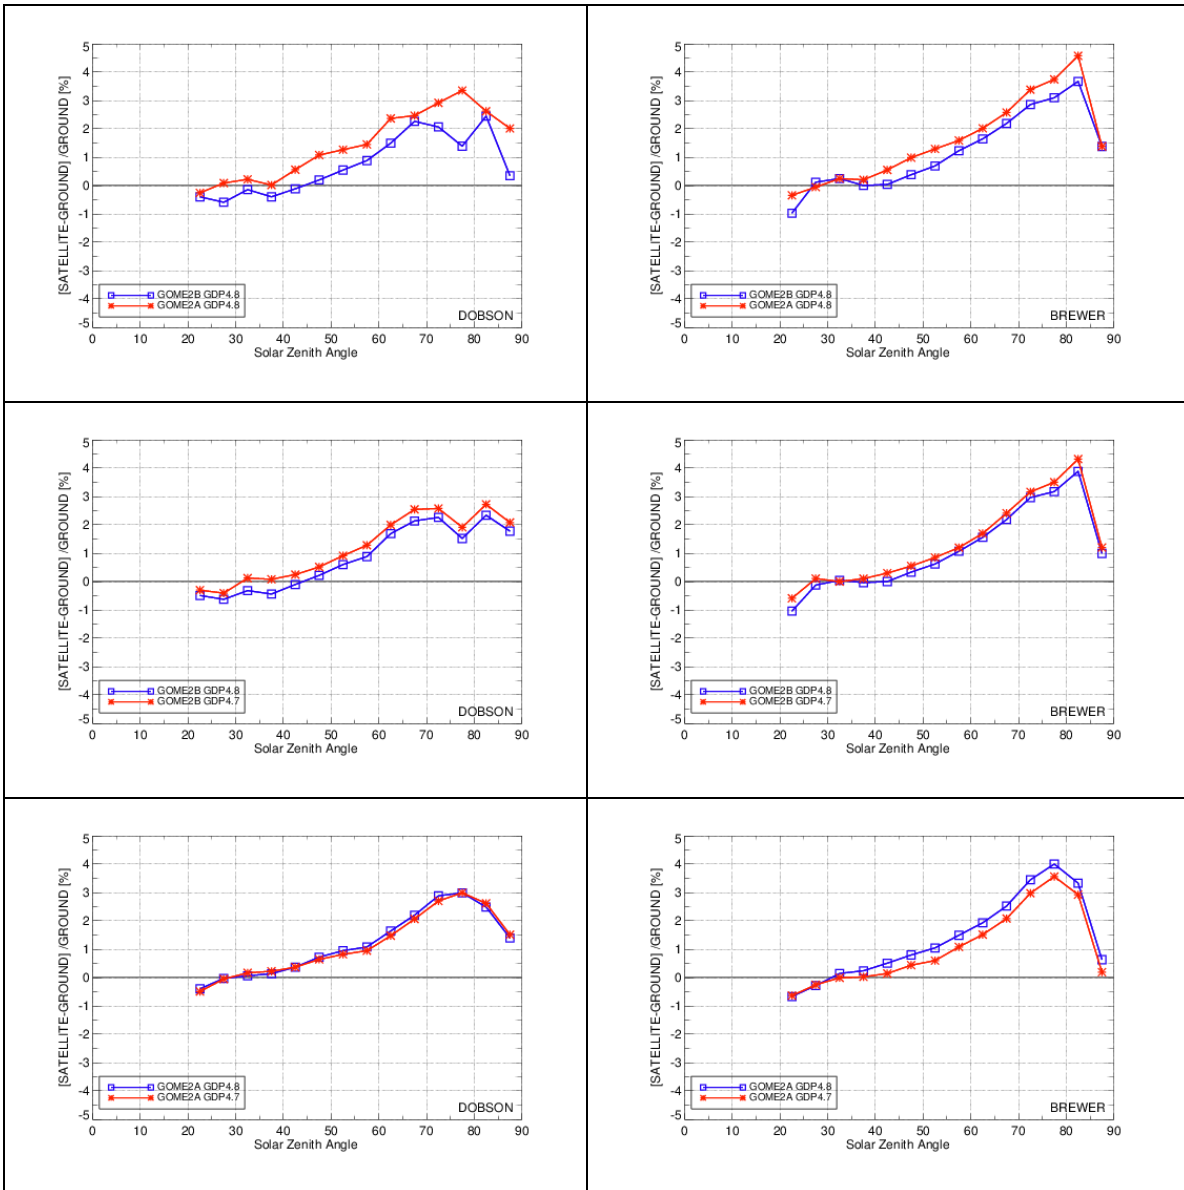 5
4
3
2
1
0
-1
-2
-3
-4
-5
[SATELLITE-GROUND] /GROUND [%]
GOME2B GDP4.8
GOME2A GDP4.8
DOBSON
0 10 20 30 40 50 60 70 80 90
Solar Zenith Angle
5
4
3
2
1
0
-1
-2
-3
-4
-5
[SATELLITE-GROUND] /GROUND [%]
GOME2B GDP4.8
GOME2A GDP4.8
BREWER
0 10 20 30 40 50 60 70 80 90
Solar Zenith Angle
5
4
3
2
1
0
-1
-2
-3
-4
-5
[SATELLITE-GROUND] /GROUND [%]
GOME2B GDP4.8
GOME2B GDP4.7
DOBSON
0 10 20 30 40 50 60 70 80 90
Solar Zenith Angle
5
4
3
2
1
0
-1
-2
-3
-4
-5
[SATELLITE-GROUND] /GROUND [%]
GOME2B GDP4.8
GOME2B GDP4.7
BREWER
0 10 20 30 40 50 60 70 80 90
Solar Zenith Angle
5
4
3
2
1
0
-1
-2
-3
-4
-5
[SATELLITE-GROUND] /GROUND [%]
GOME2A GDP4.8
GOME2A GDP4.7
DOBSON
0 10 20 30 40 50 60 70 80 90
Solar Zenith Angle
5
4
3
2
1
0
-1
-2
-3
-4
-5
[SATELLITE-GROUND] /GROUND [%]
GOME2A GDP4.8
GOME2A GDP4.7
BREWER
0 10 20 30 40 50 60 70 80 90
Solar Zenith Angle